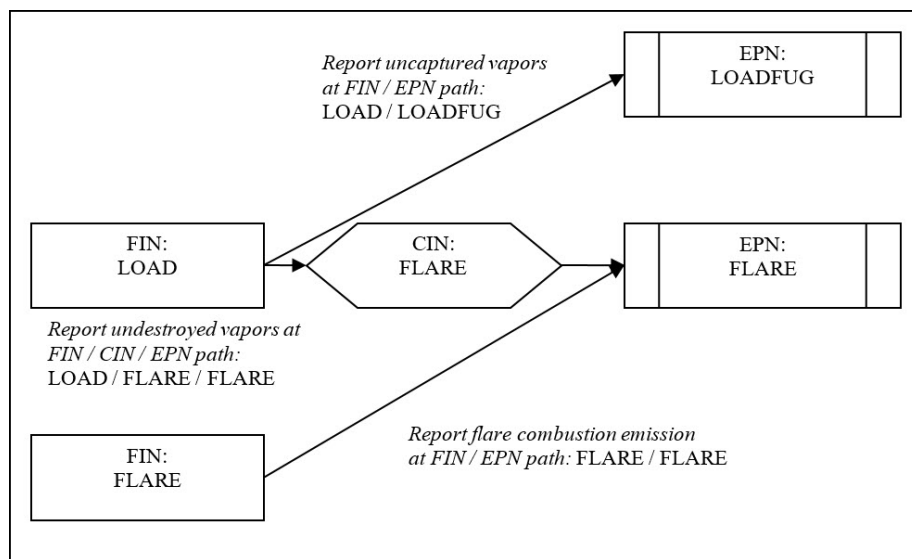 Report uncaptured vapors
at FIN / EPN path:
LOAD / LOADFUG
EPN:
LOADFUG
FIN:
LOAD
CIN:
FLARE
EPN:
FLARE
Report undestroyed vapors at
FIN / CIN / EPN path:
LOAD / FLARE / FLARE
Report flare combustion emission
at FIN / EPN path: FLARE / FLARE
FIN:
FLARE